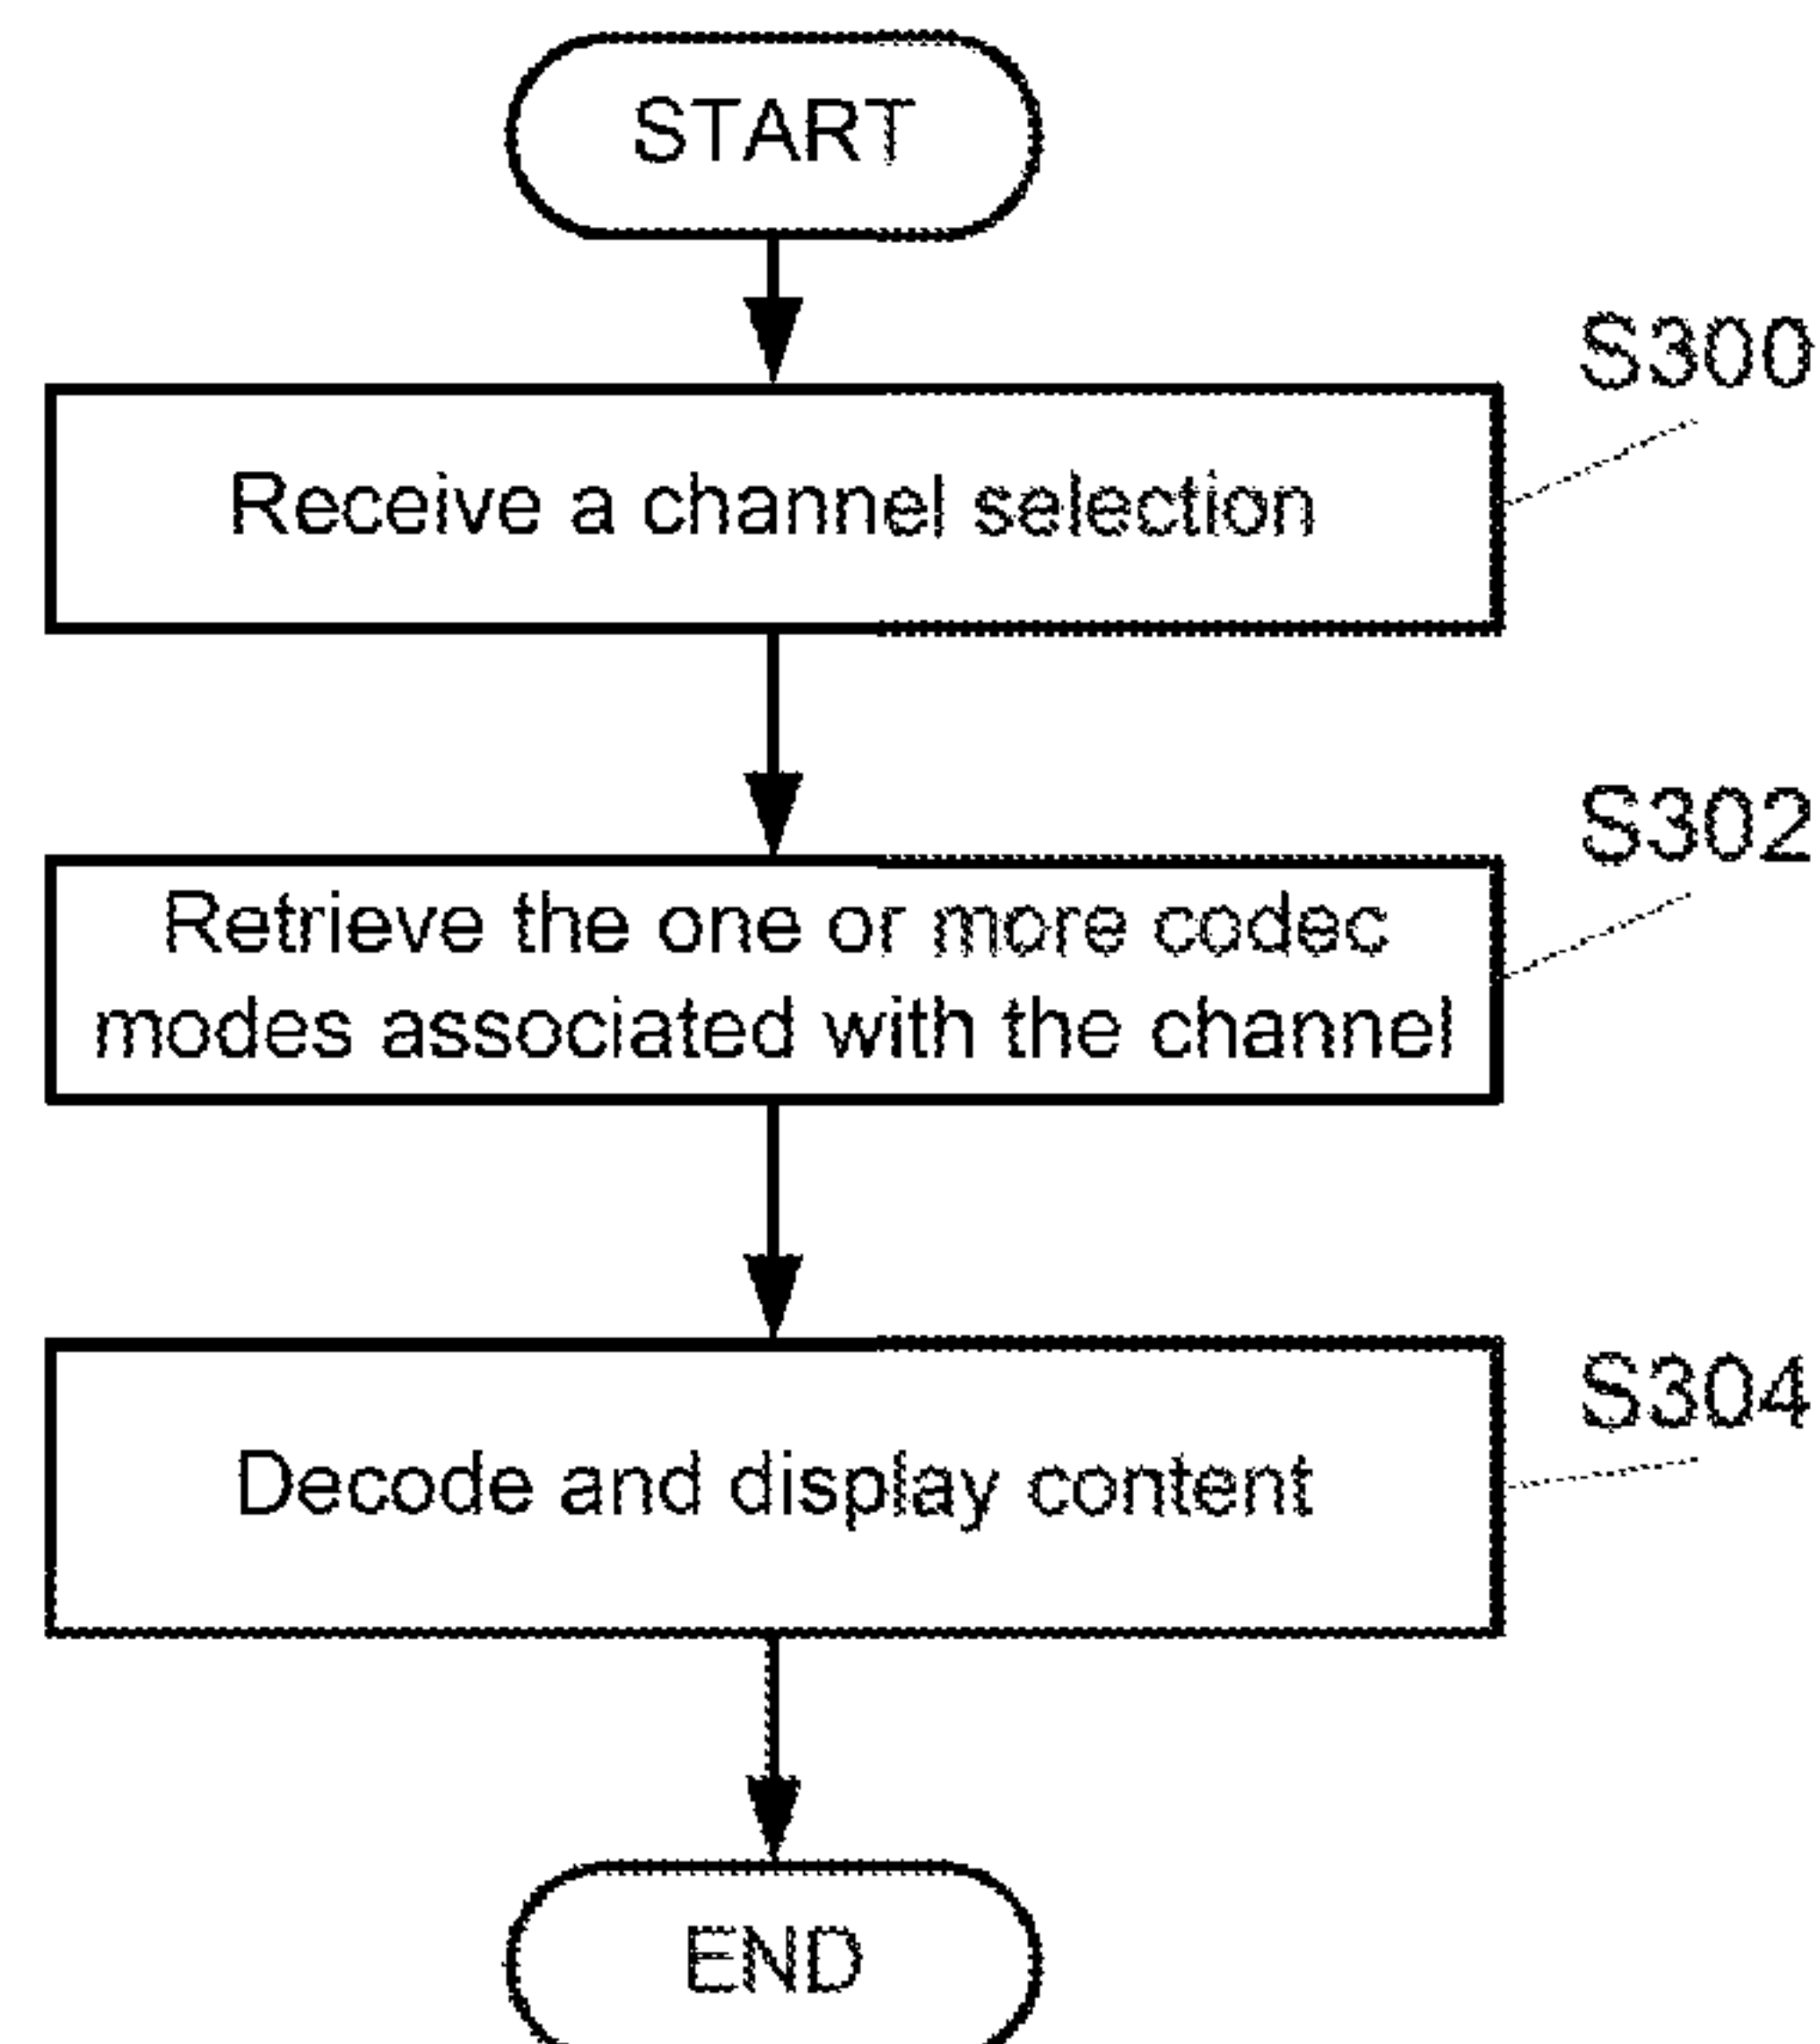 START
S300
Receive a channel selection
S302
Retrieve the one or more codec
modes associated with the channel
S304
Decode and display content
END